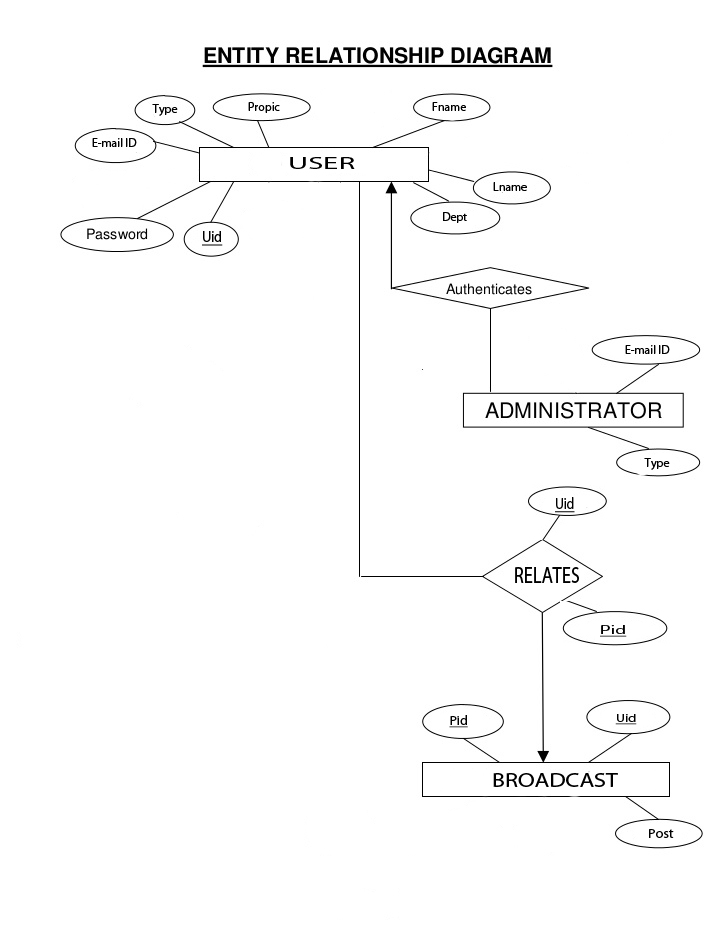 ENTITY RELATIONSHIP DIAGRAM
Type
Propic
Fname
E-mail ID
USER
Lname
Dept
Password
Uid
Authenticates
E-mail ID
ADMINISTRATOR
Type
Uid
RELATES
Pid
Pid
Uid
BROADCAST
Post